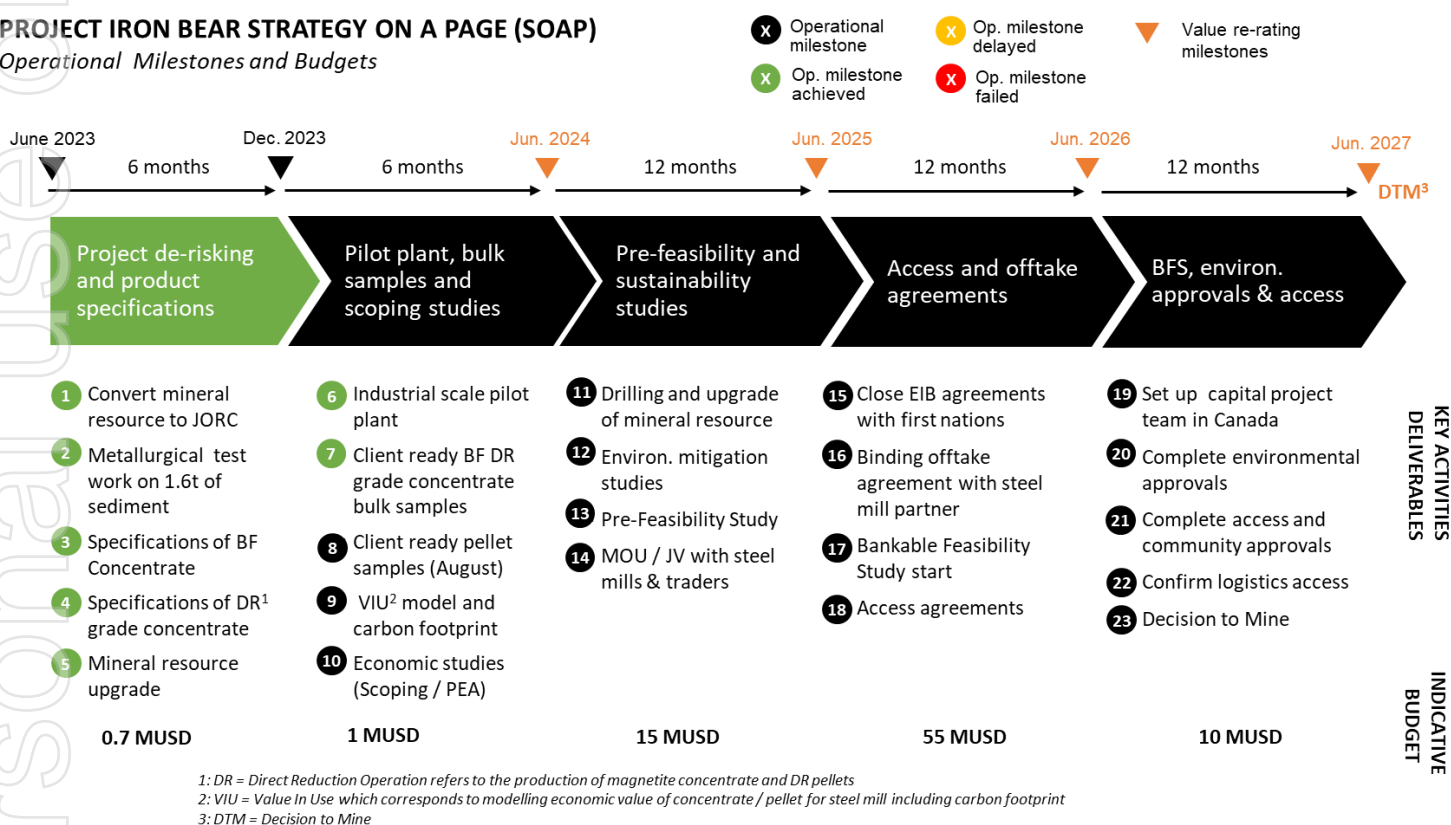 PROJECT IRON BEAR STRATEGY ON A PAGE (SOAP)
Operational Milestones and Budgets
X Operational
milestone
X Op. milestone
delayed
Value re-rating
milestones
X Op. milestone
achieved
X Op. milestone
failed
June 2023
Dec. 2023
Jun. 2024
Jun. 2025
Jun. 2026
Jun. 2027
6 months
6 months
12 months
12 months
12 months
DTM3
Project de-risking
and product
specifications
Pilot plant, bulk
samples and
scoping studies
Pre-feasibility and
sustainability
studies
Access and offtake
agreements
BFS, environ.
approvals & access
1 Convert mineral
resource to JORC
2 Metallurgical test
work on 1.6t of
sediment
3 Specifications of BF
Concentrate
4 Specifications of DR1
grade concentrate
5 Mineral resource
upgrade
6 Industrial scale pilot
plant
7 Client ready BF DR
grade concentrate
bulk samples
8 Client ready pellet
samples (August)
9 VIU2 model and
carbon footprint
10 Economic studies
(Scoping / PEA)
11 Drilling and upgrade
of mineral resource
12 Environ. mitigation
studies
13 Pre-Feasibility Study
14 MOU / JV with steel
mills & traders
15 Close EIB agreements
with first nations
16 Binding offtake
agreement with steel
mill partner
17 Bankable Feasibility
Study start
18 Access agreements
19 Set up capital project
team in Canada
20 Complete environmental
approvals
21 Complete access and
community approvals
22 Confirm logistics access
23 Decision to Mine
KEY ACTIVITIES
DELIVERABLES
0.7 MUSD
1 MUSD
15 MUSD
55 MUSD
10 MUSD
INDICATIVE
BUDGET
1: DR = Direct Reduction Operation refers to the production of magnetite concentrate and DR pellets
2: VIU = Value In Use which corresponds to modelling economic value of concentrate / pellet for steel mill including carbon footprint
3: DTM = Decision to Mine
rsonal use o